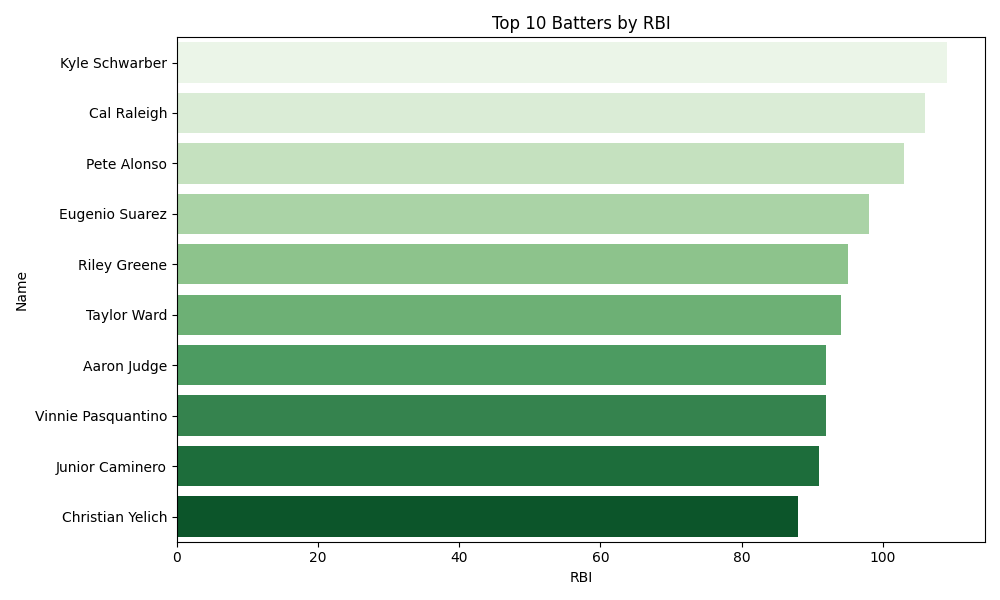 Top 10 Batters by RBI
Name
Kyle Schwarber
Cal Raleigh
Pete Alonso
Eugenio Suarez
Riley Greene
Taylor Ward
Aaron Judge
Vinnie Pasquantino
Junior Caminero
Christian Yelich
0 20 40 60 80 100
RBI